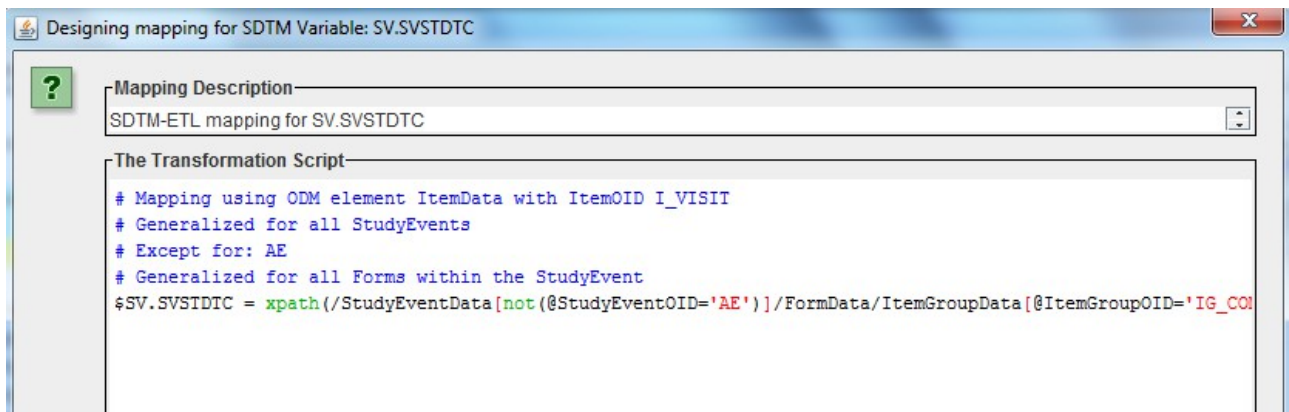 Designing mapping for SDTM Variable: SV.SVSTDTC
x
?
Mapping Description
SDTM-ETL mapping for SV.SVSTDTC
The Transformation Script
# Mapping using ODM element ItemData with ItemOID I_VISIT
# Generalized for all StudyEvents
# Except for: AE
# Generalized for all Forms within the StudyEvent
$SV.SVSTDTC = xpath(/StudyEventData[not(@StudyEventOID='AE')]/FormData/ItemGroupData[@ItemGroupOID='IG_CO